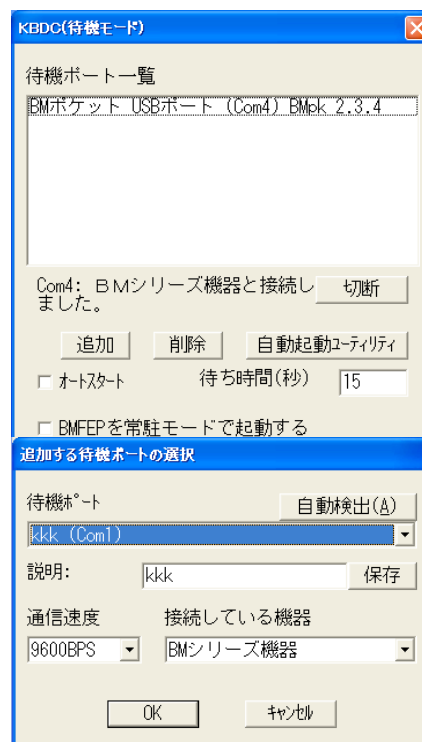 KBDC(待機モード)
待機ポート一覧
BMポケット USBポート (Com4) BMpk 2.3.4
Com4: BMシリーズ機器と接続し
ました。
切断
追加
削除
自動起動ユーティリティ
オートスタート
待ち時間(秒)
15
BMFEPを常駐モードで起動する
追加する待機ポートの選択
待機ポート
自動検出(A)
kkk (Com1)
説明:
kkk
保存
通信速度
接続している機器
9600BPS
BMシリーズ機器
OK
キャンセル